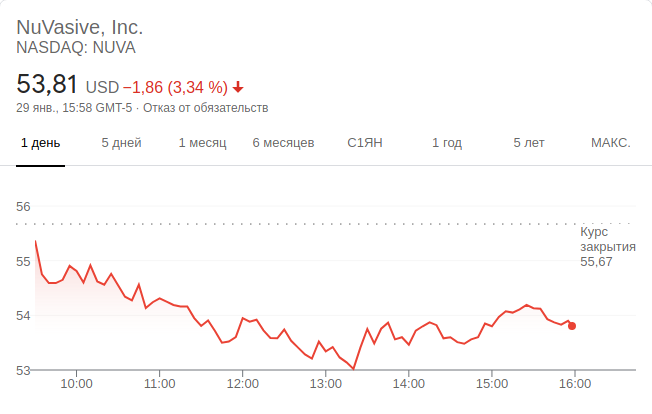 NuVasive, Inc.
NASDAQ: NUVA
53,81 USD −1,86 (3,34 %)
29 янв., 15:58 GMT-5 · Отказ от обязательств
1 день 5 дней 1 месяц 6 месяцев С1ЯН 1 год 5 лет МАКС.
56
Курс
закрытия
55,67
55
54
53
10:00 11:00 12:00 13:00 14:00 15:00 16:00